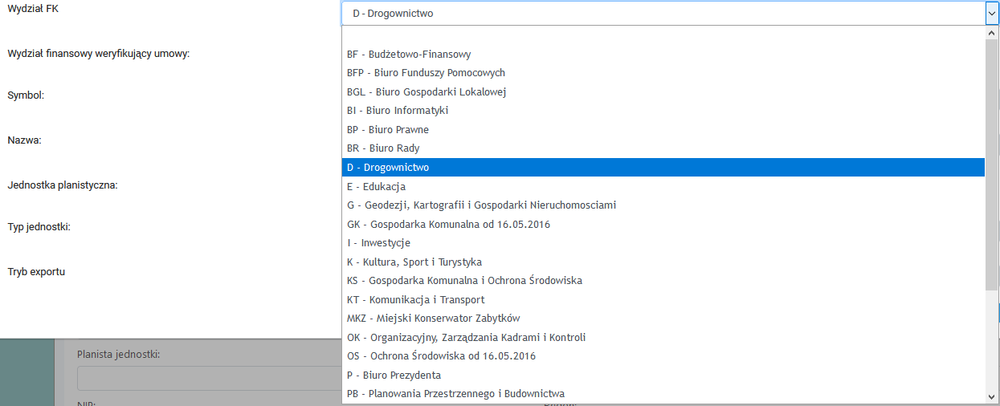 Wydział FK
D - Drogownictwo
Wydział finansowy weryfikujący umowy:
Symbol:
Nazwa:
Jednostka planistyczna:
Typ jednostki:
Tryb exportu
BF - Budżetowo-Finansowy
BFP - Biuro Funduszy Pomocowych
BGL - Biuro Gospodarki Lokalowej
BI - Biuro Informatyki
BP - Biuro Prawne
BR - Biuro Rady
D - Drogownictwo
E - Edukacja
G - Geodezji, Kartografii i Gospodarki Nieruchomosciami
GK - Gospodarka Komunalna od 16.05.2016
I - Inwestycje
K - Kultura, Sport i Turystyka
KS - Gospodarka Komunalna i Ochrona Środowiska
KT - Komunikacja i Transport
MKZ - Miejski Konserwator Zabytków
OK - Organizacyjny, Zarządzania Kadrami i Kontroli
OS - Ochrona Środowiska od 16.05.2016
P - Biuro Prezydenta
PB - Planowania Przestrzennego i Budownictwa
Planista jednostki:
NIP: